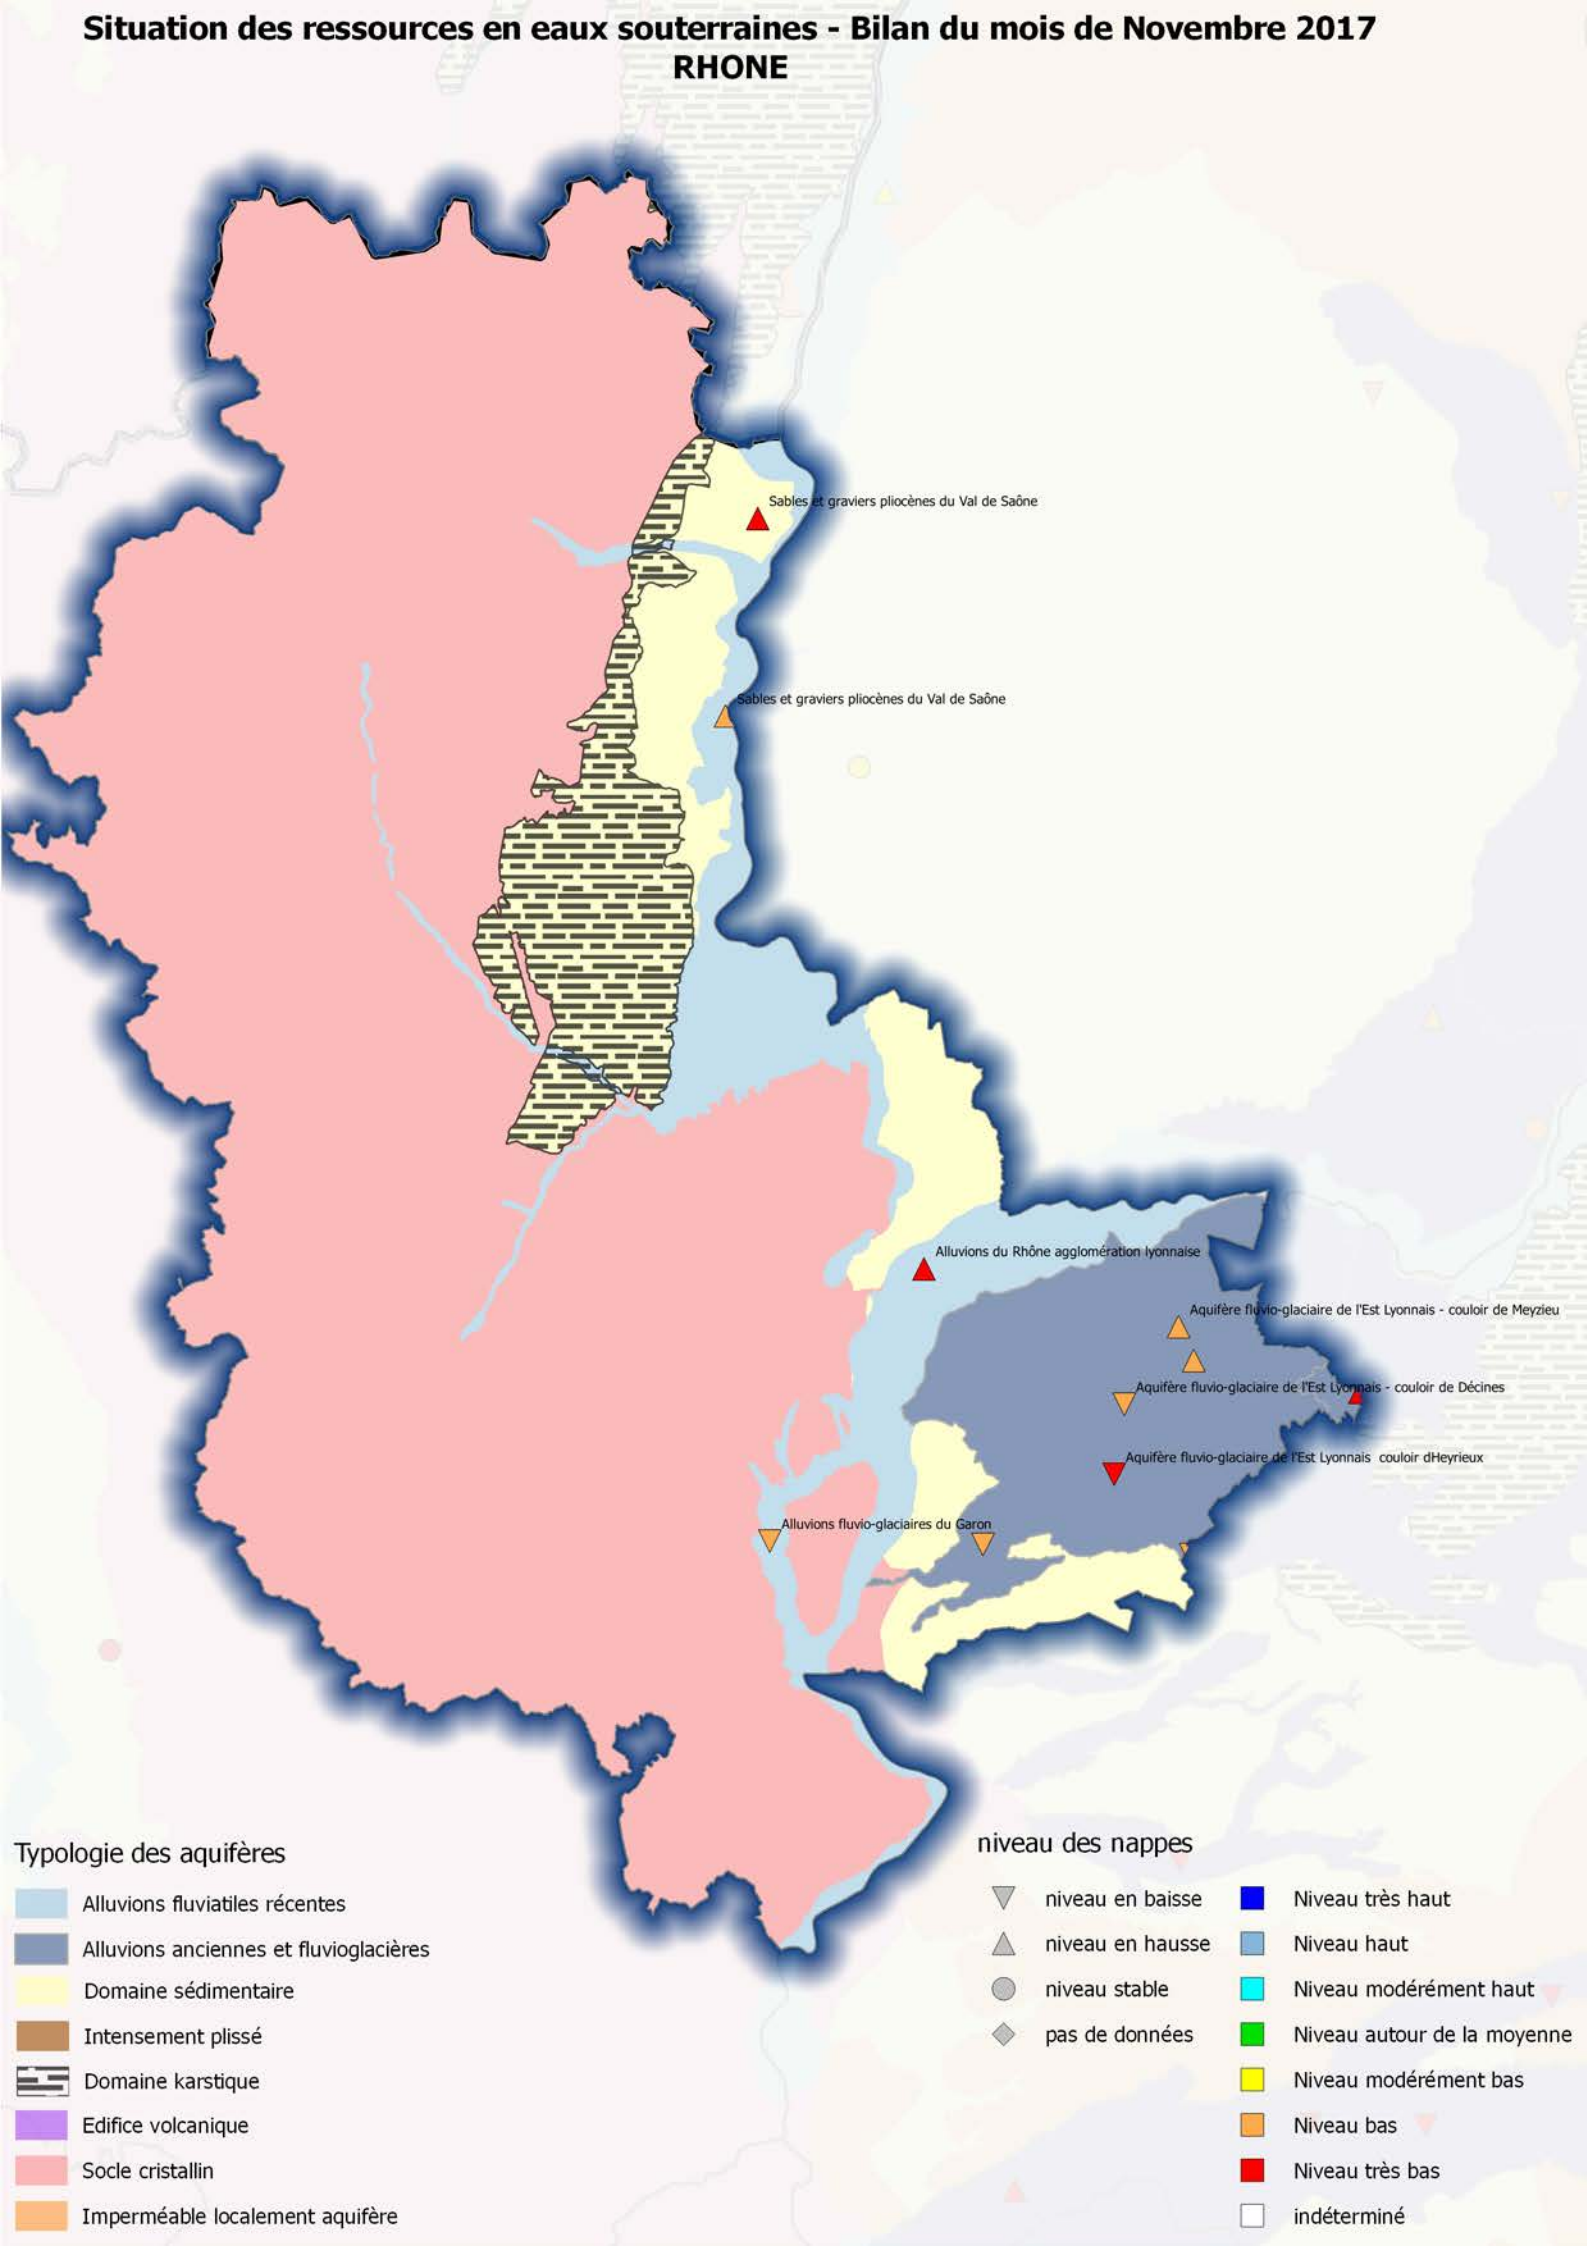 Situation des ressources en eaux souterraines - Bilan du mois de Novembre 2017
RHONE
Sables et graviers pliocènes du Val de Saône
Sables et graviers pliocènes du Val de Saône
Alluvions du Rhône agglomération lyonnaise
Aquifère fluvio-glaciaire de l'Est Lyonnais - couloir de Meyzieu
Aquifère fluvio-glaciaire de l'Est Lyonnais - couloir de Décines
Aquifère fluvio-glaciaire de l'Est Lyonnais couloir dHeyrieux
Alluvions fluvio-glaciaires du Garon
Typologie des aquifères
Alluvions fluviatiles récentes
Alluvions anciennes et fluvioglacières
Domaine sédimentaire
Intensement plissé
Domaine karstique
Edifice volcanique
Socle cristallin
Imperméable localement aquifère
niveau des nappes
niveau en baisse
niveau en hausse
niveau stable
pas de données
Niveau très haut
Niveau haut
Niveau modérément haut
Niveau autour de la moyenne
Niveau modérément bas
Niveau bas
Niveau très bas
indéterminé